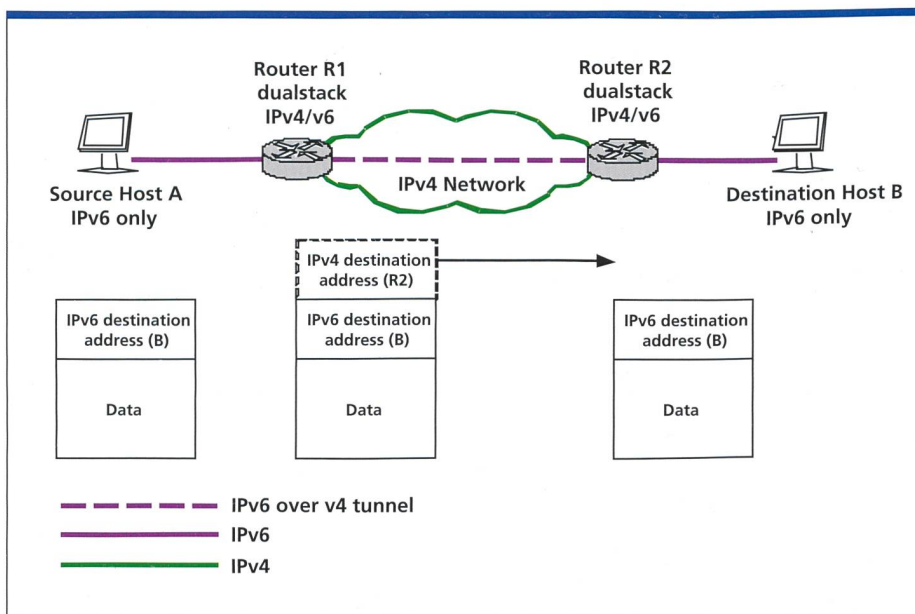 Router R1
dualstack
IPv4/v6
Router R2
dualstack
IPv4/v6
Source Host A
IPv6 only
IPv4 Network
Destination Host B
IPv6 only
IPv4 destination
address (R2)
IPv6 destination
address (B)
Data
IPv6 destination
address (B)
Data
IPv6 destination
address (B)
Data
IPv6 over v4 tunnel
IPv6
IPv4